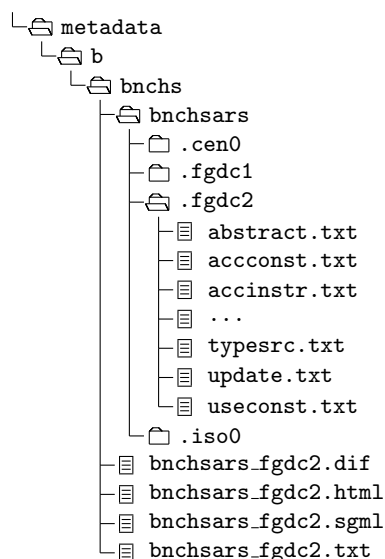 metadata
b
bnchs
bnchsars
.cen0
.fgdc1
.fgdc2
abstract.txt
accconst.txt
accinstr.txt
...
typesrc.txt
update.txt
useconst.txt
.iso0
bnchsars_fgdc2.dif
bnchsars_fgdc2.html
bnchsars_fgdc2.sgml
bnchsars_fgdc2.txt